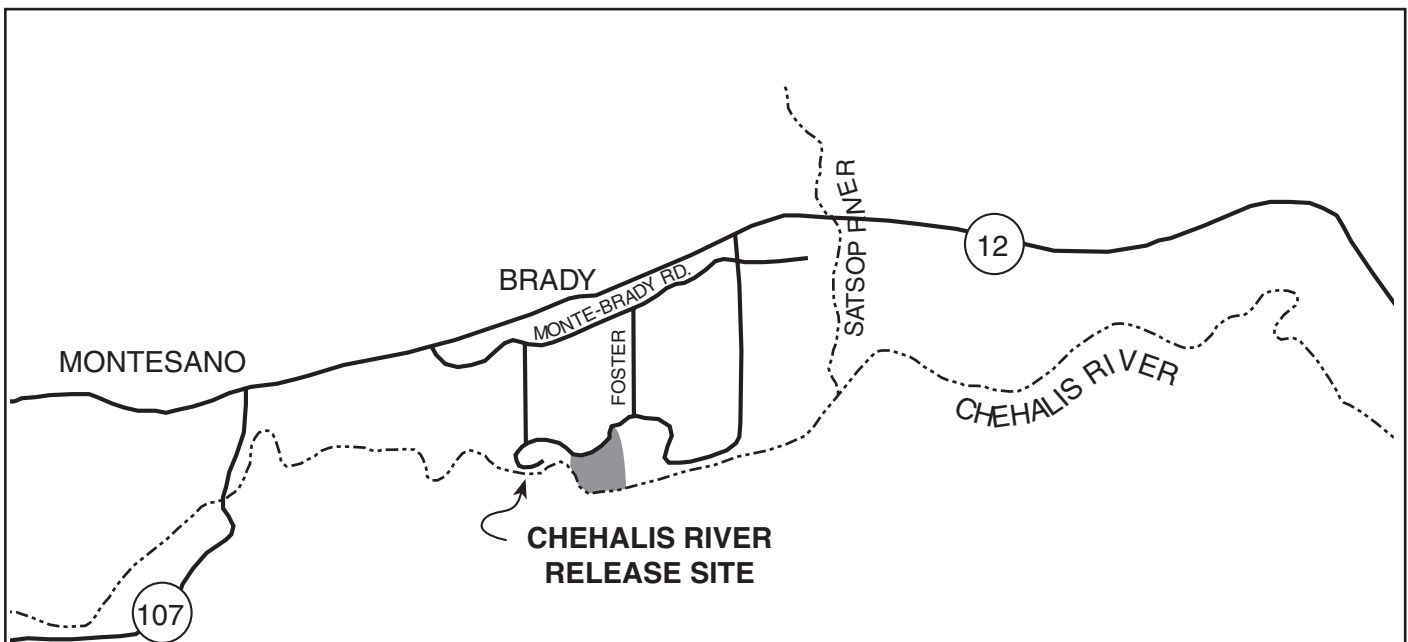 SATSOP RIVER
12
BRADY
MONTE-BRADY RD.
MONTESANO
FOSTER
CHEHALIS RIVER
CHEHALIS RIVER
RELEASE SITE
107